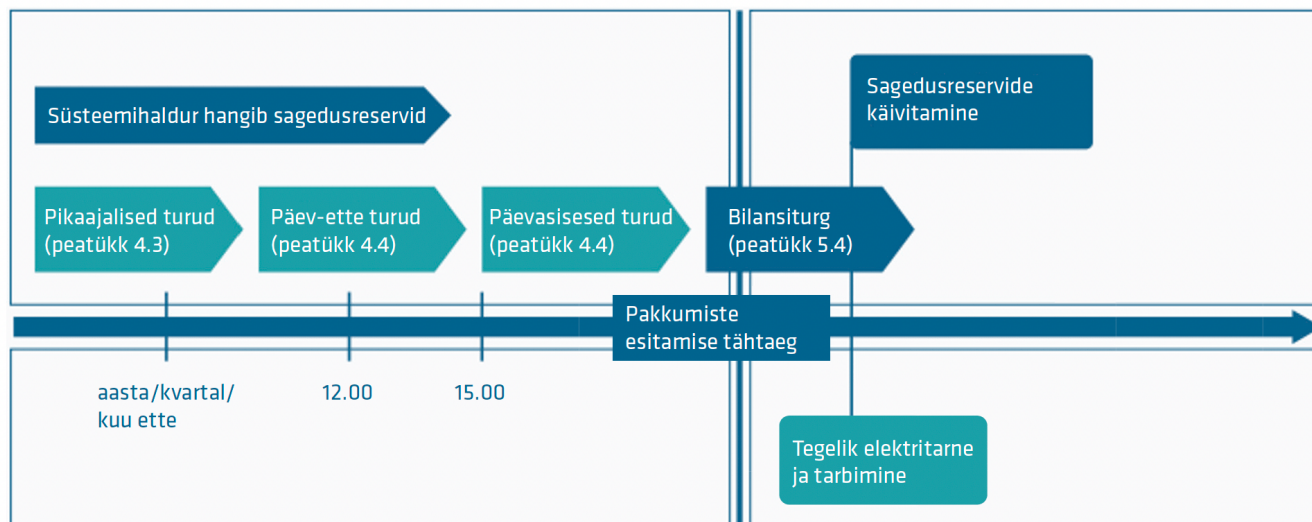 Süsteemihaldur hangib sagedusreservid
Sagedusreservide
käivitamine
Pikaajalised turud
(peatükk 4.3)
Päev-ette turud
(peatükk 4.4)
Päevasisesed turud
(peatükk 4.4)
Bilansiturg
(peatükk 5.4)
Pakkumiste
esitamise tähtaeg
aasta/kvartal/
kuu ette
12.00
15.00
Tegelik elektritarne
ja tarbimine